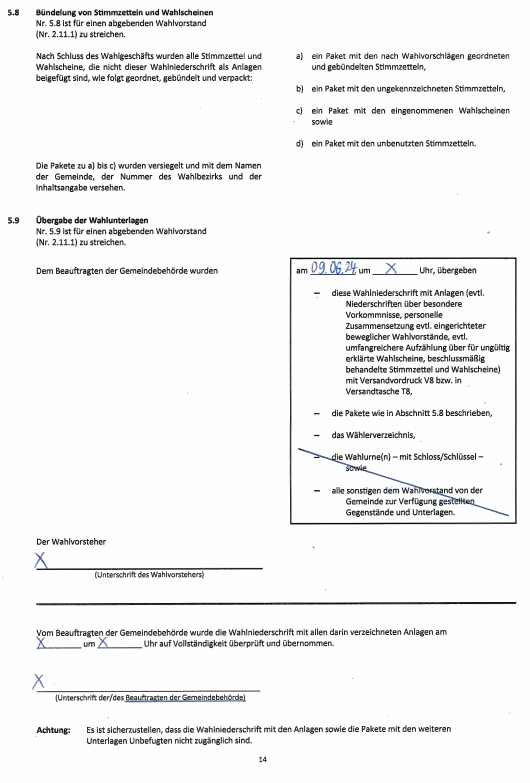 5.8 Bündelung von Stimmzetteln und Wahlscheinen
Nr. 5.8 ist für einen abgebenden Wahlvorstand
(Nr. 2.11.1) zu streichen.
Nach Schluss des Wahlgeschäfts wurden alle Stimmzettel und
Wahlscheine, die nicht dieser Wahlniederschrift als Anlagen
beigefügt sind, wie folgt geordnet, gebündelt und verpackt:
a) ein Paket mit den nach Wahlvorschlägen geordneten
und gebündelten Stimmzetteln,
b) ein Paket mit den ungekennzeichneten Stimmzetteln,
c) ein Paket mit den eingenommenen Wahlscheinen
sowie
d) ein Paket mit den unbenutzten Stimmzetteln.
Die Pakete zu a) bis c) wurden versiegelt und mit dem Namen
der Gemeinde, der Nummer des Wahlbezirks und der
Inhaltsangabe versehen.
5.9 Übergabe der Wahlunterlagen
Nr. 5.9 ist für einen abgebenden Wahlvorstand
(Nr. 2.11.1) zu streichen.
Dem Beauftragten der Gemeindebehörde wurden
am 09.06.24 um X Uhr, übergeben
– diese Wahlniederschrift mit Anlagen (evtl.
Niederschriften über besondere
Vorkommnisse, personelle
Zusammensetzung evtl. eingerichteter
beweglicher Wahlvorstände, evtl.
umfangreichere Aufzählung über für ungültig
erklärte Wahlscheine, beschlussmäßig
behandelte Stimmzettel und Wahlscheine)
mit Versandvordruck V8 bzw. in
Versandtasche T8,
– die Pakete wie in Abschnitt 5.8 beschrieben,
– das Wählerverzeichnis,
– die Wahlurne(n) – mit Schloss/Schlüssel –
sowie
– alle sonstigen dem Wahlvorstand von der
Gemeinde zur Verfügung gestellten
Gegenstände und Unterlagen.
Der Wahlvorsteher
X
(Unterschrift des Wahlvorstehers)
Vom Beauftragten der Gemeindebehörde wurde die Wahlniederschrift mit allen darin verzeichneten Anlagen am
X um X Uhr auf Vollständigkeit überprüft und übernommen.
X
(Unterschrift der/des Beauftragten der Gemeindebehörde)
Achtung: Es ist sicherzustellen, dass die Wahlniederschrift mit den Anlagen sowie die Pakete mit den weiteren
Unterlagen Unbefugten nicht zugänglich sind.
14